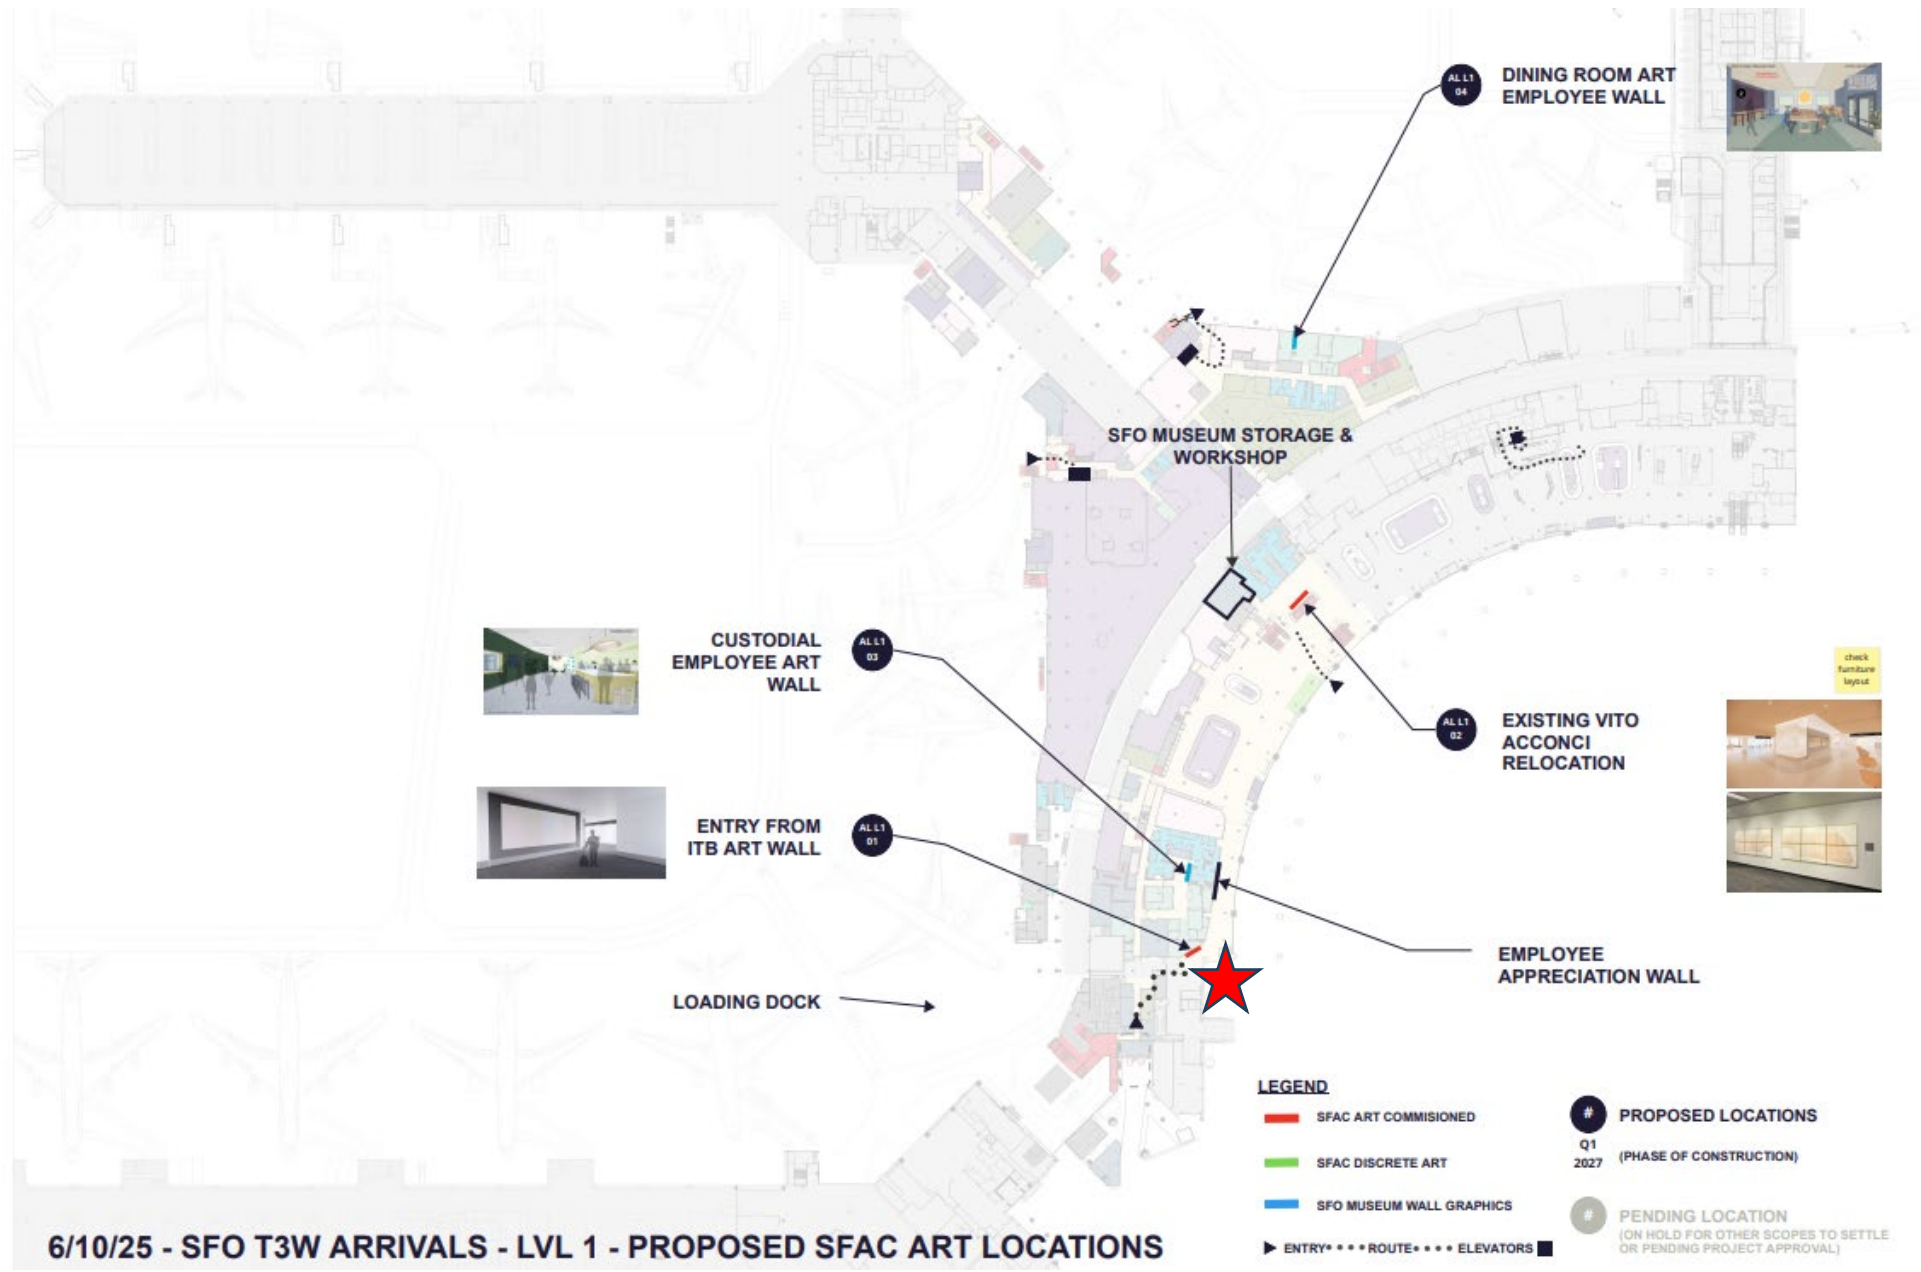 AL L1
04
DINING ROOM ART
EMPLOYEE WALL
SFO MUSEUM STORAGE &
WORKSHOP
CUSTODIAL
EMPLOYEE ART
WALL
AL L1
03
check
furniture
layout
AL L1
02
EXISTING VITO
ACCONCI
RELOCATION
ENTRY FROM
ITB ART WALL
AL L1
01
EMPLOYEE
APPRECIATION WALL
LOADING DOCK
LEGEND
SFAC ART COMMISIONED
SFAC DISCRETE ART
SFO MUSEUM WALL GRAPHICS
ENTRY
ROUTE
ELEVATORS
#
PROPOSED LOCATIONS
Q1
2027
(PHASE OF CONSTRUCTION)
#
PENDING LOCATION
(ON HOLD FOR OTHER SCOPES TO SETTLE
OR PENDING PROJECT APPROVAL)
6/10/25 - SFO T3W ARRIVALS - LVL 1 - PROPOSED SFAC ART LOCATIONS